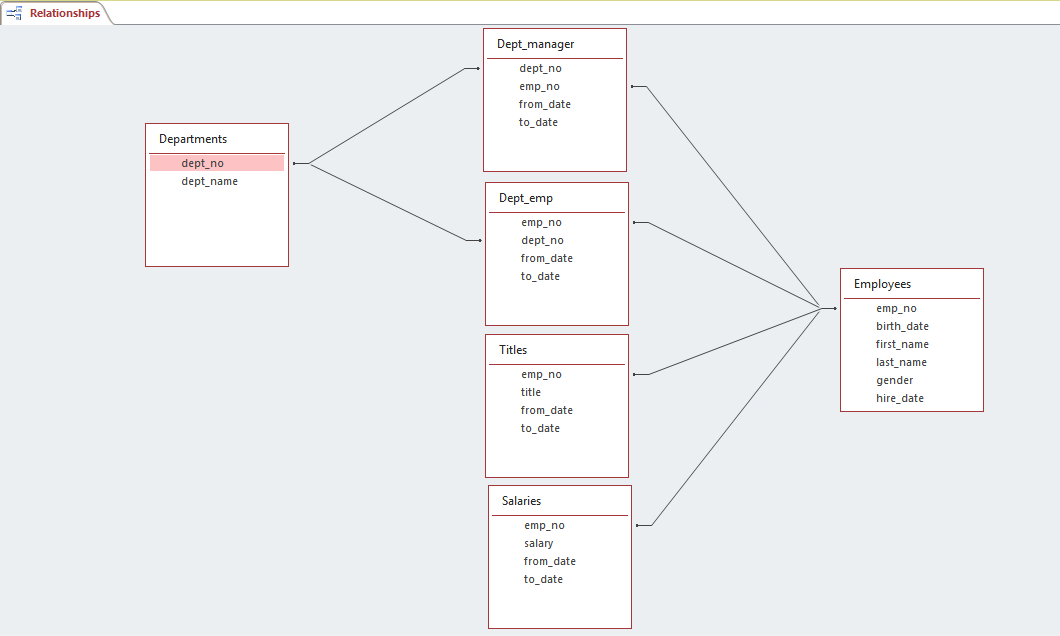 Relationships
Departments
dept_no
dept_name
Dept_manager
dept_no
emp_no
from_date
to_date
Dept_emp
emp_no
dept_no
from_date
to_date
Titles
emp_no
title
from_date
to_date
Salaries
emp_no
salary
from_date
to_date
Employees
emp_no
birth_date
first_name
last_name
gender
hire_date